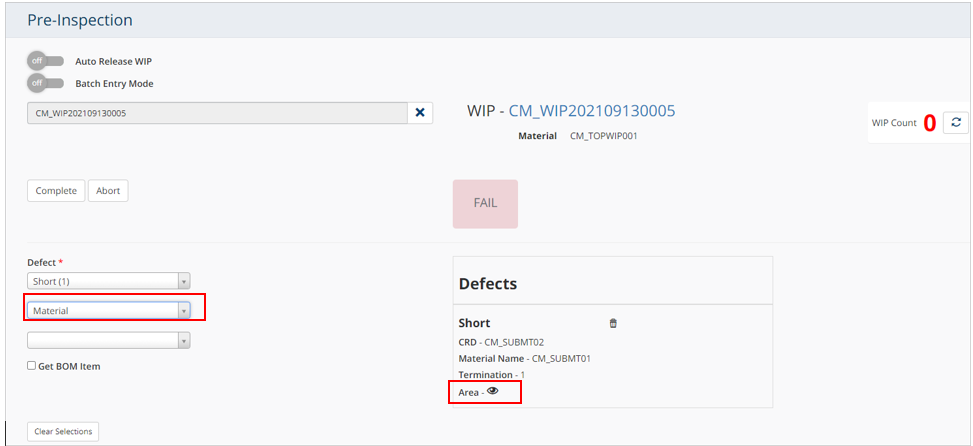 Pre-Inspection
off Auto Release WIP
off Batch Entry Mode
CM_WIP202109130005
WIP - CM_WIP202109130005
Material CM_TOPWIP001
WIP Count 0
Complete Abort
FAIL
Defect *
Short (1)
Material
Get BOM Item
Clear Selections
Defects
Short
CRD - CM_SUBMT02
Material Name - CM_SUBMT01
Termination - 1
Area -